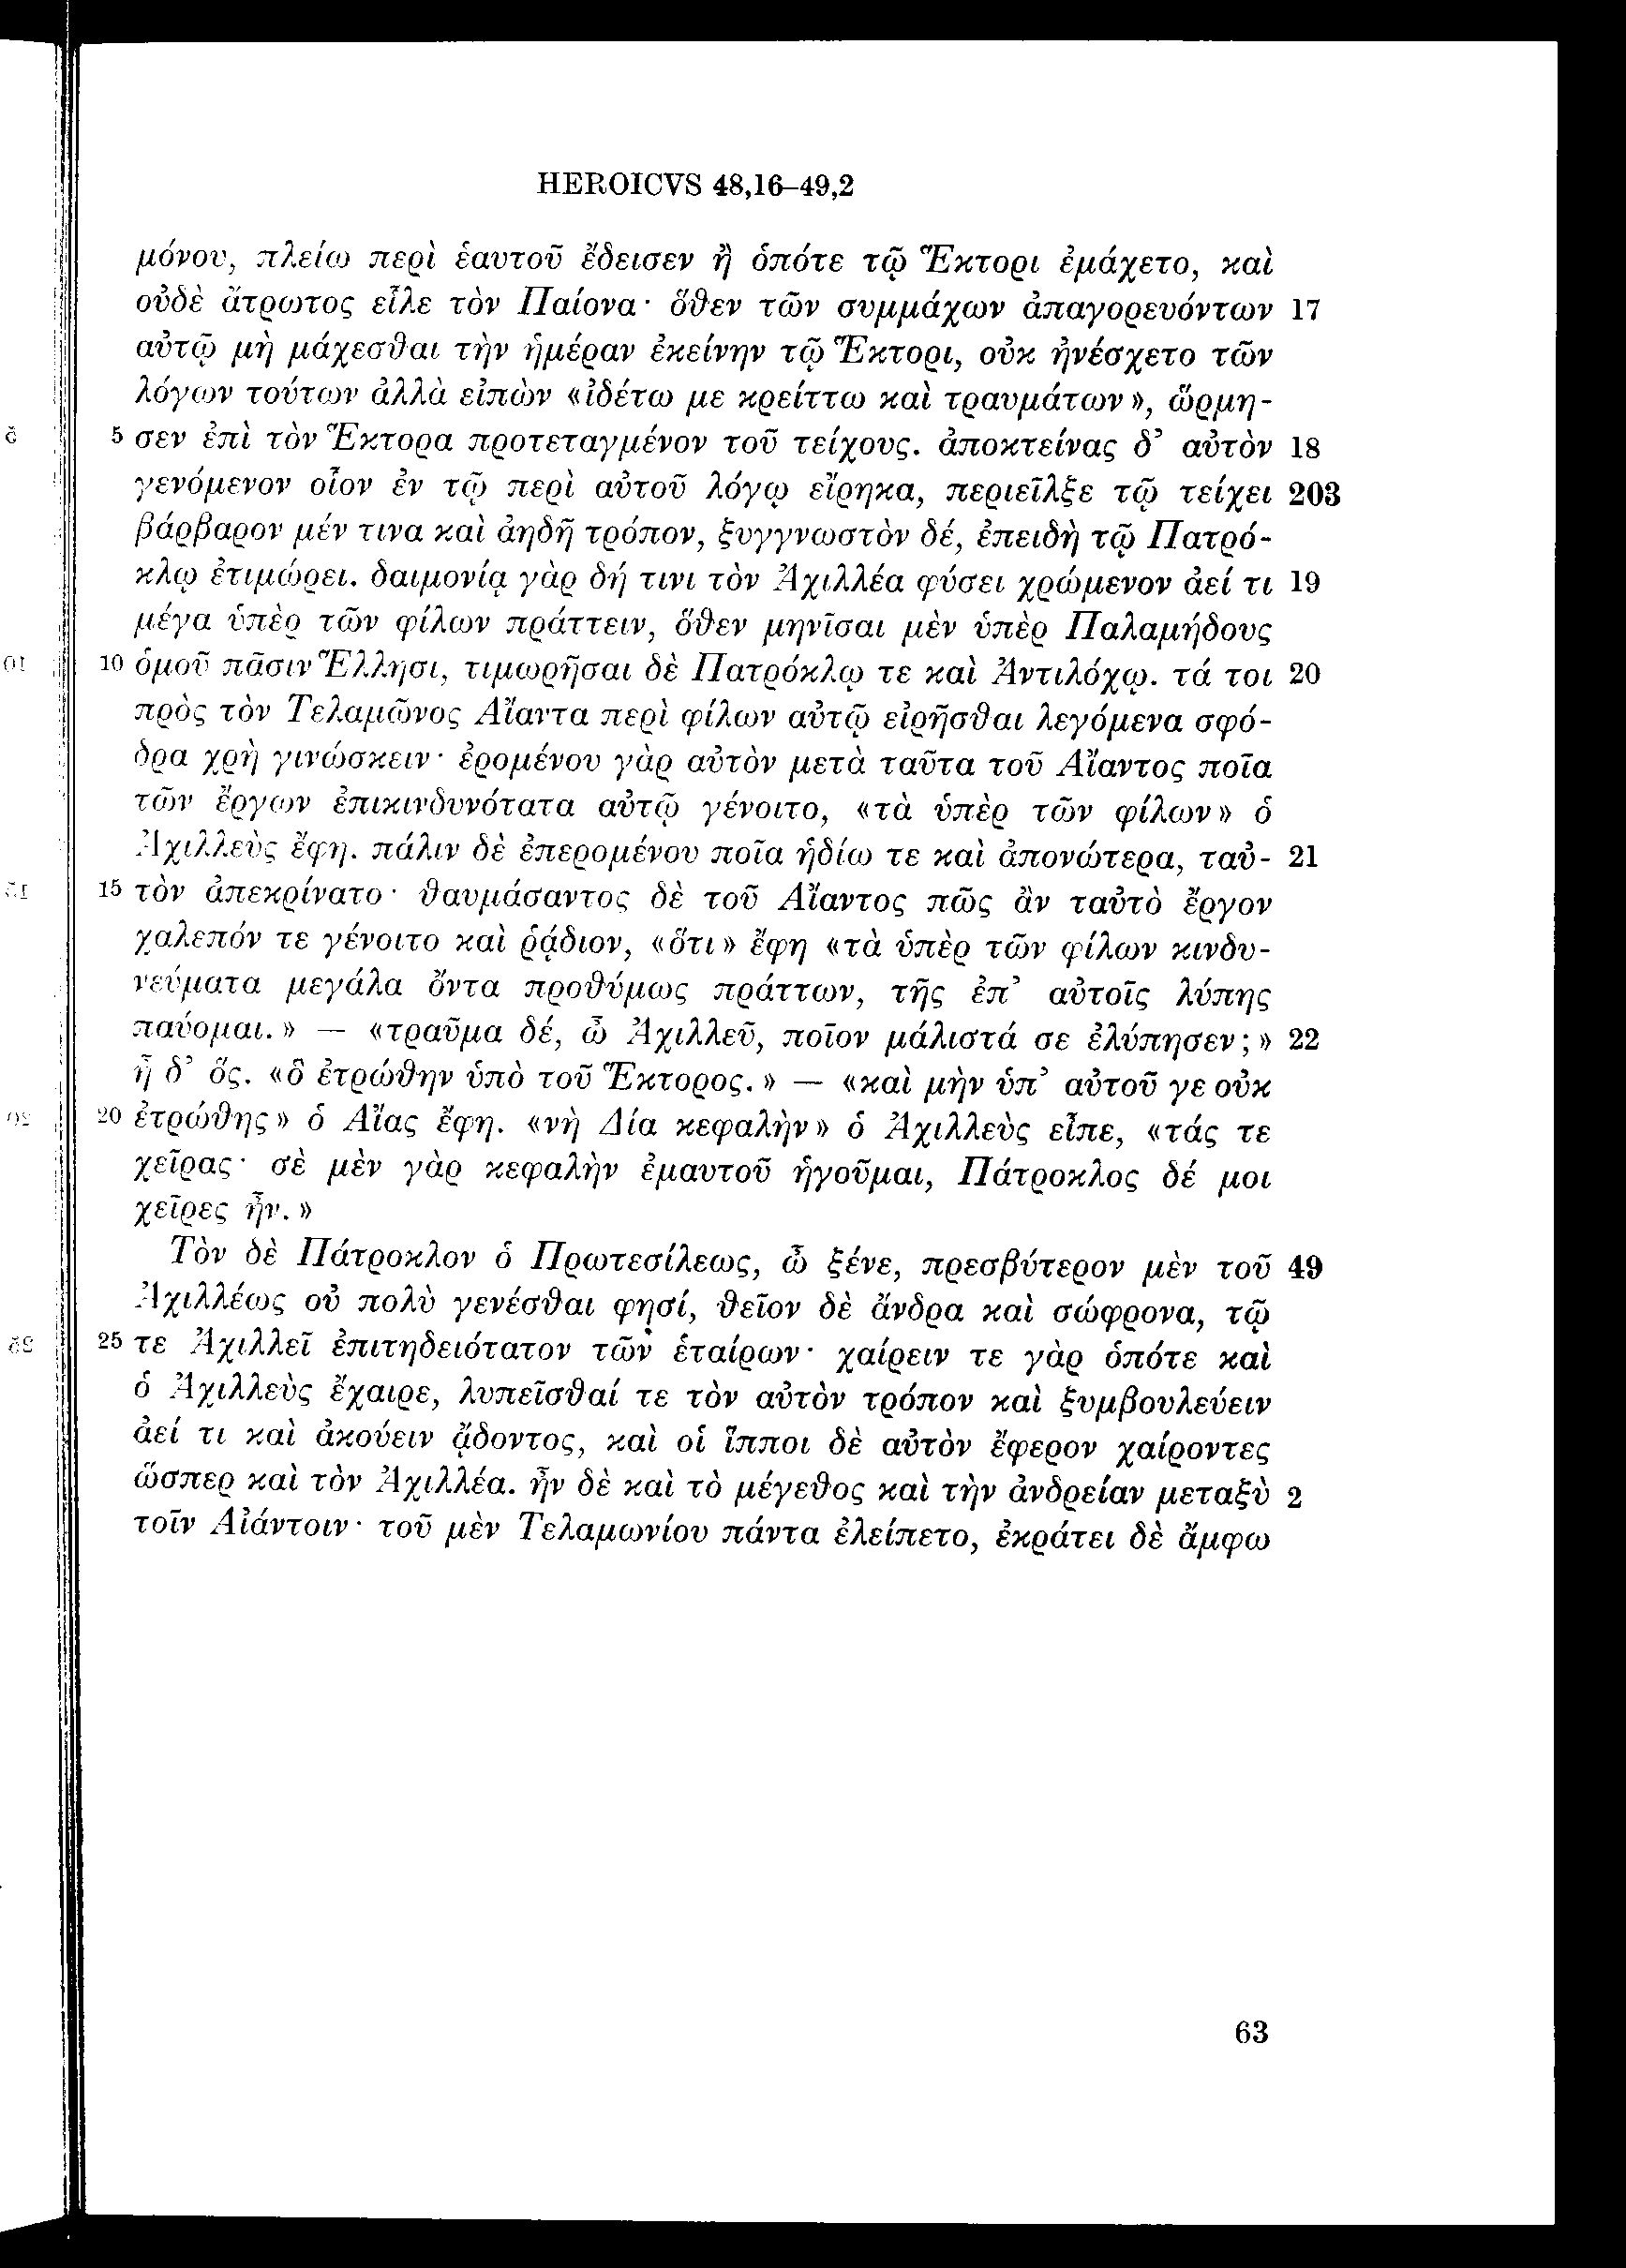 HEROICVS 48,16–49,2
μόνου, πλείω περὶ ἑαυτοῦ ἔδεισεν ἢ ὁπότε τῷ Ἕκτορι ἐμάχετο, καὶ
οὐδὲ ἄτρωτος εἷλε τὸν Παίονα· ὅθεν τῶν συμμάχων ἀπαγορευόντων 17
αὐτῷ μὴ μάχεσθαι τὴν ἡμέραν ἐκείνην τῷ Ἕκτορι, οὐκ ἠνέσχετο τῶν
λόγων τούτων ἀλλὰ εἰπὼν «ἰδέτω με κρείττω καὶ τραυμάτων», ὥρμη-
5 σεν ἐπὶ τὸν Ἕκτορα προτεταγμένον τοῦ τείχους. ἀποκτείνας δ’ αὐτὸν 18
γενόμενον οἷον ἐν τῷ περὶ αὐτοῦ λόγῳ εἴρηκα, περιεῖλξε τῷ τείχει 203
βάρβαρον μέν τινα καὶ ἀηδῆ τρόπον, ξυγγνωστὸν δέ, ἐπειδὴ τῷ Πατρό-
κλῳ ἐτιμώρει. δαιμονίᾳ γὰρ δή τινι τὸν Ἀχιλλέα φύσει χρώμενον ἀεί τι 19
μέγα ὑπὲρ τῶν φίλων πράττειν, ὅθεν μηνῖσαι μὲν ὑπὲρ Παλαμήδους
10 ὁμοῦ πᾶσιν Ἕλλησι, τιμωρῆσαι δὲ Πατρόκλῳ τε καὶ Ἀντιλόχῳ. τά τοι 20
πρὸς τὸν Τελαμῶνος Αἴαντα περὶ φίλων αὐτῷ εἰρῆσθαι λεγόμενα σφό-
δρα χρὴ γινώσκειν· ἐρομένου γὰρ αὐτὸν μετὰ ταῦτα τοῦ Αἴαντος ποῖα
τῶν ἔργων ἐπικινδυνότατα αὐτῷ γένοιτο, «τὰ ὑπὲρ τῶν φίλων» ὁ
Ἀχιλλεὺς ἔφη. πάλιν δὲ ἐπερομένου ποῖα ἡδίω τε καὶ ἀπονώτερα, ταὐ- 21
15 τὸν ἀπεκρίνατο· θαυμάσαντος δὲ τοῦ Αἴαντος πῶς ἂν ταὐτὸ ἔργον
χαλεπόν τε γένοιτο καὶ ῥᾴδιον, «ὅτι» ἔφη «τὰ ὑπὲρ τῶν φίλων κινδυ-
νεύματα μεγάλα ὄντα προθύμως πράττων, τῆς ἐπ’ αὐτοῖς λύπης
παύομαι.» — «τραῦμα δέ, ὦ Ἀχιλλεῦ, ποῖον μάλιστά σε ἐλύπησεν;» 22
ἦ δ’ ὅς. «ὃ ἐτρώθην ὑπὸ τοῦ Ἕκτορος.» — «καὶ μὴν ὑπ’ αὐτοῦ γε οὐκ
20 ἐτρώθης» ὁ Αἴας ἔφη. «νὴ Δία κεφαλὴν» ὁ Ἀχιλλεὺς εἶπε, «τάς τε
χεῖρας· σὲ μὲν γὰρ κεφαλὴν ἐμαυτοῦ ἡγοῦμαι, Πάτροκλος δέ μοι
χεῖρες ἦν.»
Τὸν δὲ Πάτροκλον ὁ Πρωτεσίλεως, ὦ ξένε, πρεσβύτερον μὲν τοῦ 49
Ἀχιλλέως οὐ πολὺ γενέσθαι φησί, θεῖον δὲ ἄνδρα καὶ σώφρονα, τῷ
25 τε Ἀχιλλεῖ ἐπιτηδειότατον τῶν ἑταίρων· χαίρειν τε γὰρ ὁπότε καὶ
ὁ Ἀχιλλεὺς ἔχαιρε, λυπεῖσθαί τε τὸν αὐτὸν τρόπον καὶ ξυμβουλεύειν
ἀεί τι καὶ ἀκούειν ᾄδοντος, καὶ οἱ ἵπποι δὲ αὐτὸν ἔφερον χαίροντες
ὥσπερ καὶ τὸν Ἀχιλλέα. ἦν δὲ καὶ τὸ μέγεθος καὶ τὴν ἀνδρείαν μεταξὺ 2
τοῖν Αἰάντοιν· τοῦ μὲν Τελαμωνίου πάντα ἐλείπετο, ἐκράτει δὲ ἄμφω
63